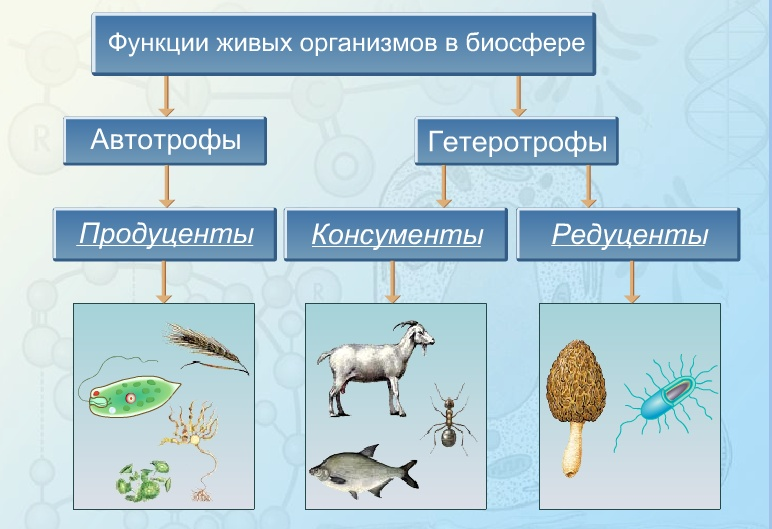 Функции живых организмов в биосфере
Автотрофы
Гетеротрофы
Продуценты
Консументы
Редуценты